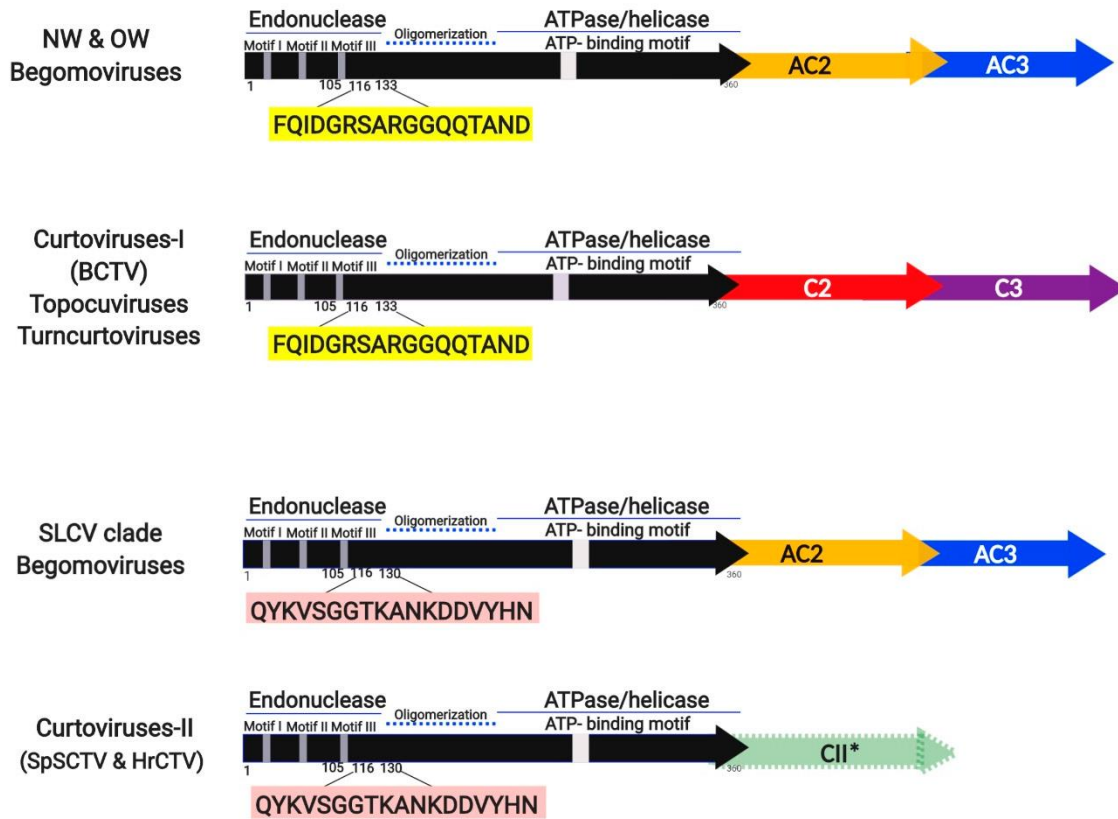 NW & OW
Begomoviruses
Endonuclease
ATPase/helicase
Motif I Motif II Motif III
Oligomerization
ATP- binding motif
AC2
AC3
1
105 116 133
360
FQIDGRSARGGQQTAND
Curtoviruses-I
(BCTV)
Topocuviruses
Turncurtoviruses
Endonuclease
ATPase/helicase
Motif I Motif II Motif III
Oligomerization
ATP- binding motif
C2
C3
1
105 116 133
360
FQIDGRSARGGQQTAND
SLCV clade
Begomoviruses
Endonuclease
ATPase/helicase
Motif I Motif II Motif III
Oligomerization
ATP- binding motif
AC2
AC3
1
105 116 130
360
QYKVSGGTKANKDDVYHN
Curtoviruses-II
(SpSCTV & HrCTV)
Endonuclease
ATPase/helicase
Motif I Motif II Motif III
Oligomerization
ATP- binding motif
CII*
1
105 116 130
360
QYKVSGGTKANKDDVYHN